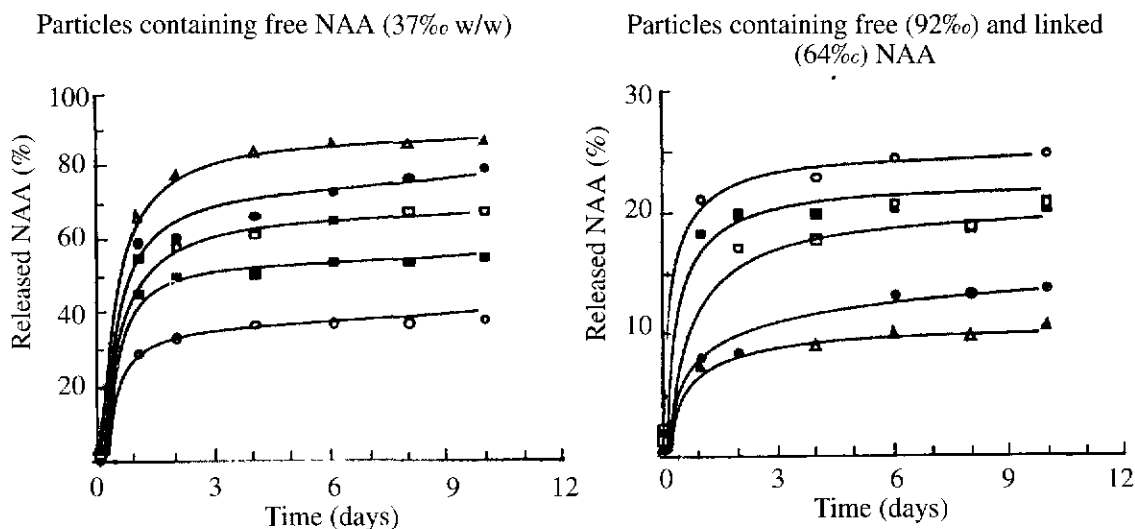 Particles containing free NAA (37‰ w/w)
Particles containing free (92‰) and linked
(64‰) NAA
Released NAA (%)
100
80
60
40
20
0
3
6
9
12
Time (days)
Released NAA (%)
30
20
10
0
3
6
9
12
Time (days)